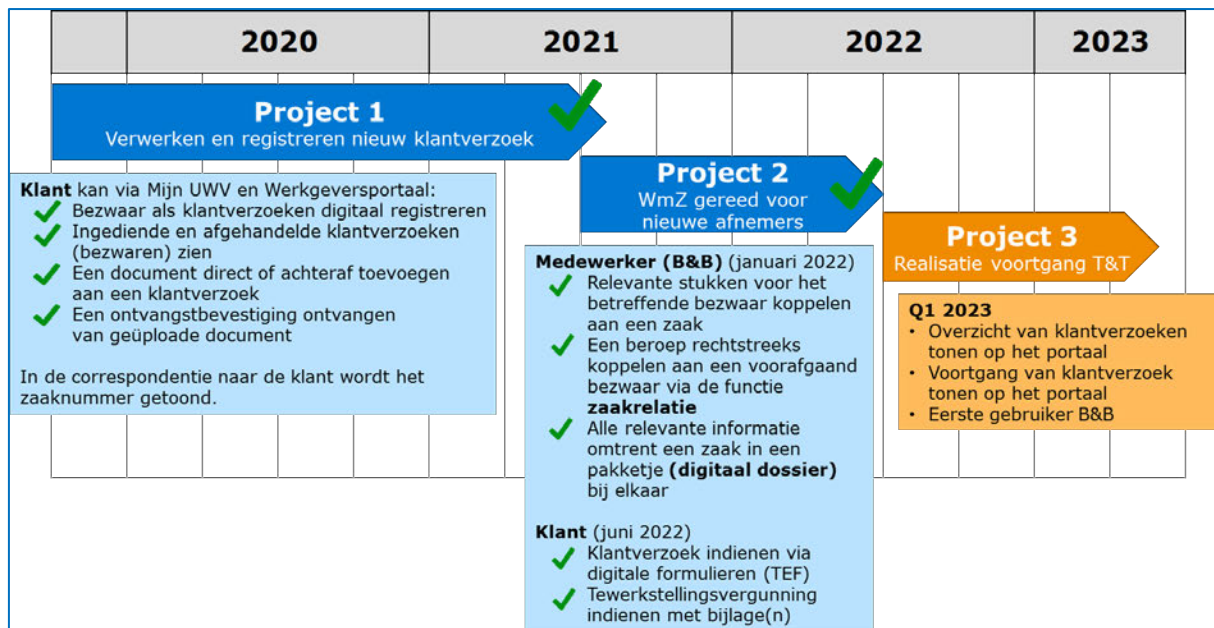 2020
2021
2022
2023
Project 1
Verwerken en registreren nieuw klantverzoek
Klant kan via Mijn UWV en Werkgeversportaal:
Bezwaar als klantverzoeken digitaal registreren
Ingediende en afgehandelde klantverzoeken
(bezwaren) zien
Een document direct of achteraf toevoegen
aan een klantverzoek
Een ontvangstbevestiging ontvangen
van geüploade document
In de correspondentie naar de klant wordt het
zaaknummer getoond.
Project 2
WmZ gereed voor
nieuwe afnemers
Medewerker (B&B) (januari 2022)
Relevante stukken voor het
betreffende bezwaar koppelen
aan een zaak
Een beroep rechtstreeks
koppelen aan een voorafgaand
bezwaar via de functie
zaakrelatie
Alle relevante informatie
omtrent een zaak in een
pakketje (digitaal dossier)
bij elkaar
Klant (juni 2022)
Klantverzoek indienen via
digitale formulieren (TEF)
Tewerkstellingsvergunning
indienen met bijlage(n)
Project 3
Realisatie voortgang T&T
Q1 2023
• Overzicht van klantverzoeken
tonen op het portaal
• Voortgang van klantverzoek
tonen op het portaal
• Eerste gebruiker B&B